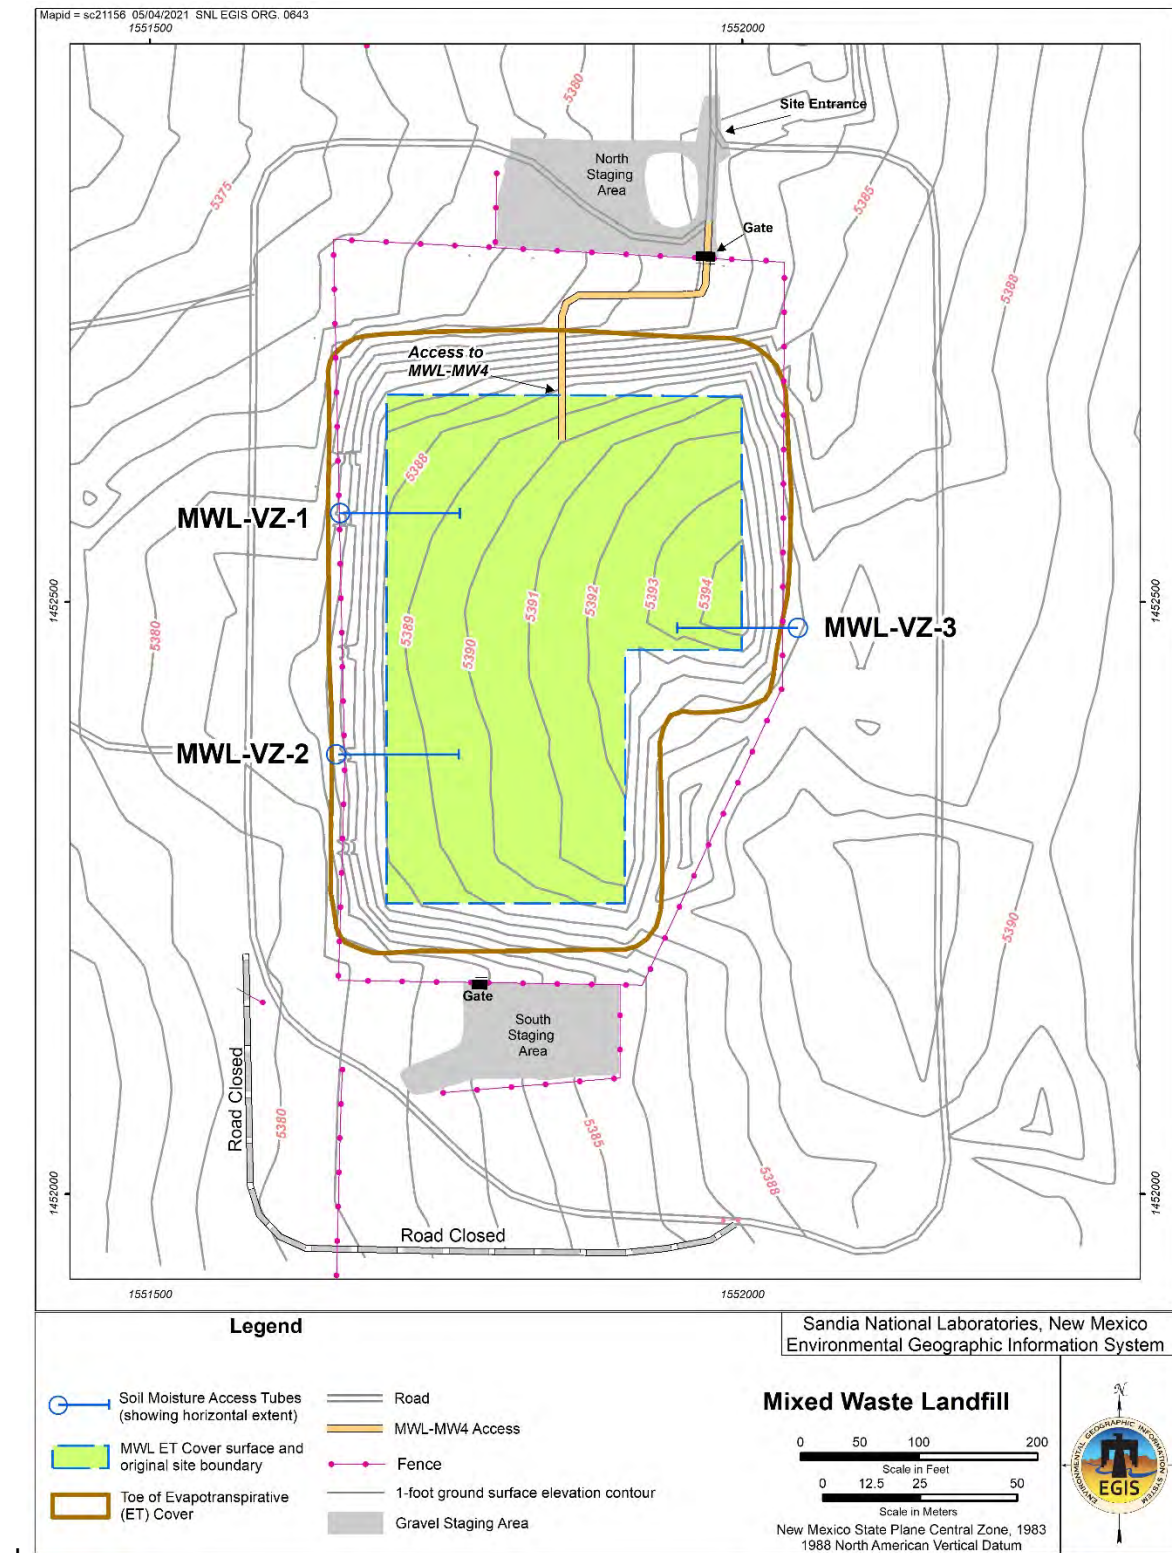 Mapid = sc21156 05/04/2021 SNL EGIS ORG. 0643
1551500
1552000
5380
Site Entrance
North
Staging
Area
5375
5385
Gate
5388
Access to
MWL-MW4
5388
MWL-VZ-1
1452500
1452500
5394
5393
5392
5391
5390
5389
5380
MWL-VZ-3
MWL-VZ-2
5390
Gate
South
Staging
Area
Road Closed
5380
5385
5388
1452000
1452000
Road Closed
1551500
1552000
Legend
Soil Moisture Access Tubes
(showing horizontal extent)
MWL ET Cover surface and
original site boundary
Toe of Evapotranspirative
(ET) Cover
Road
MWL-MW4 Access
Fence
1-foot ground surface elevation contour
Gravel Staging Area
Sandia National Laboratories, New Mexico
Environmental Geographic Information System
Mixed Waste Landfill
0 50 100 200
Scale in Feet
0 12.5 25 50
Scale in Meters
New Mexico State Plane Central Zone, 1983
1988 North American Vertical Datum
N
ENVIRONMENTAL GEOGRAPHIC INFORMATION SYSTEM
EGIS